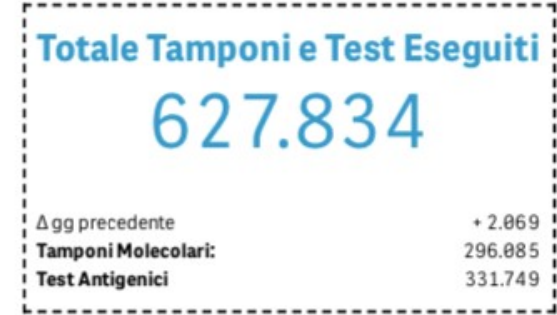 Totale Tamponi e Test Eseguiti
627.834
Δ gg precedente + 2.069
Tamponi Molecolari: 296.085
Test Antigenici 331.749